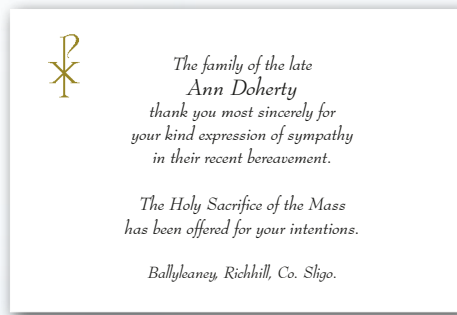 The family of the late
Ann Doherty
thank you most sincerely for
your kind expression of sympathy
in their recent bereavement.
The Holy Sacrifice of the Mass
has been offered for your intentions.
Ballyleaney, Richhill, Co. Sligo.